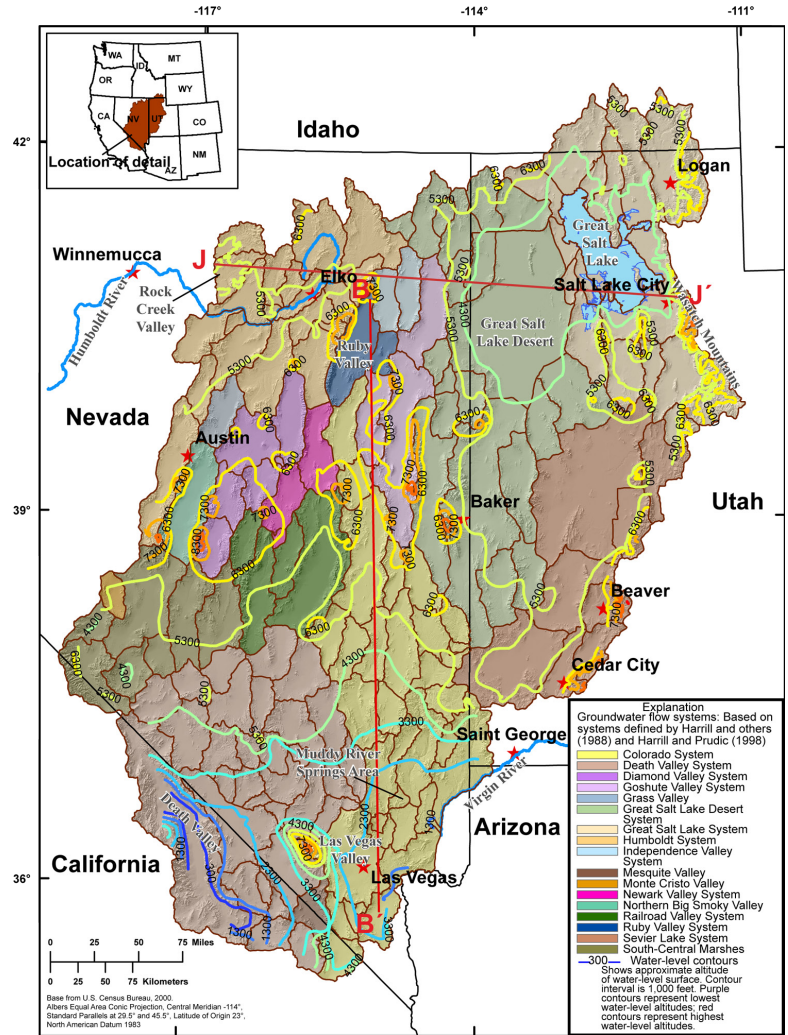 -117°
-114°
-111°
42°
39°
36°
WA
MT
OR
ID
WY
CA
NV
UT
CO
AZ
NM
Location of detail
Idaho
Logan
Winnemucca
J
Elko
B
Great
Salt
Lake
Salt Lake City
J´
Rock
Creek
Valley
Humboldt River
Ruby
Valley
Great Salt
Lake Desert
Wasatch Mountains
Nevada
Austin
Baker
Utah
Beaver
Cedar City
Saint George
Muddy River
Springs Area
Virgin River
Death Valley
Las Vegas
Valley
Arizona
California
Las Vegas
B´
5300
6300
7300
8300
4300
3300
2300
1300
300
0 25 50 75 Miles
0 25 50 75 Kilometers
Base from U.S. Census Bureau, 2000.
Albers Equal Area Conic Projection, Central Meridian -114°,
Standard Parallels at 29.5° and 45.5°, Latitude of Origin 23°,
North American Datum 1983
Explanation
Groundwater flow systems: Based on
systems defined by Harrill and others
(1988) and Harrill and Prudic (1998)
Colorado System
Death Valley System
Diamond Valley System
Goshute Valley System
Grass Valley
Great Salt Lake Desert
System
Great Salt Lake System
Humboldt System
Independence Valley
System
Mesquite Valley
Monte Cristo Valley
Newark Valley System
Northern Big Smoky Valley
Railroad Valley System
Ruby Valley System
Sevier Lake System
South-Central Marshes
300 Water-level contours
Shows approximate altitude
of water-level surface. Contour
interval is 1,000 feet. Purple
contours represent lowest
water-level altitudes; red
contours represent highest
water-level altitudes.